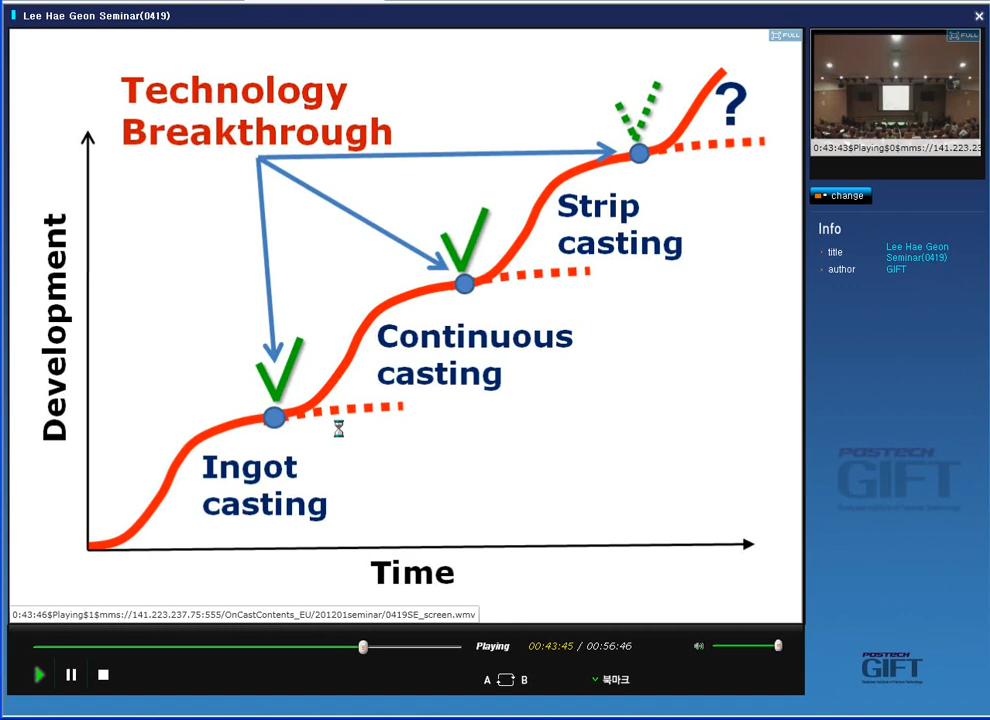 Lee Hae Geon Seminar(0419)
FULL
Technology
Breakthrough
?
Strip
casting
Continuous
casting
Ingot
casting
Development
Time
0:43:46$Playing$1$mms://141.223.237.75:555/OnCastContents_EU/201201seminar/0419SE_screen.wmv
Playing 00:43:45 / 00:56:46
A B
북마크
FULL
0:43:43$Playing$0$mms://141.223.23
change
Info
title Lee Hae Geon
Seminar(0419)
author GIFT
POSTECH
GIFT
POSTECH
GIFT